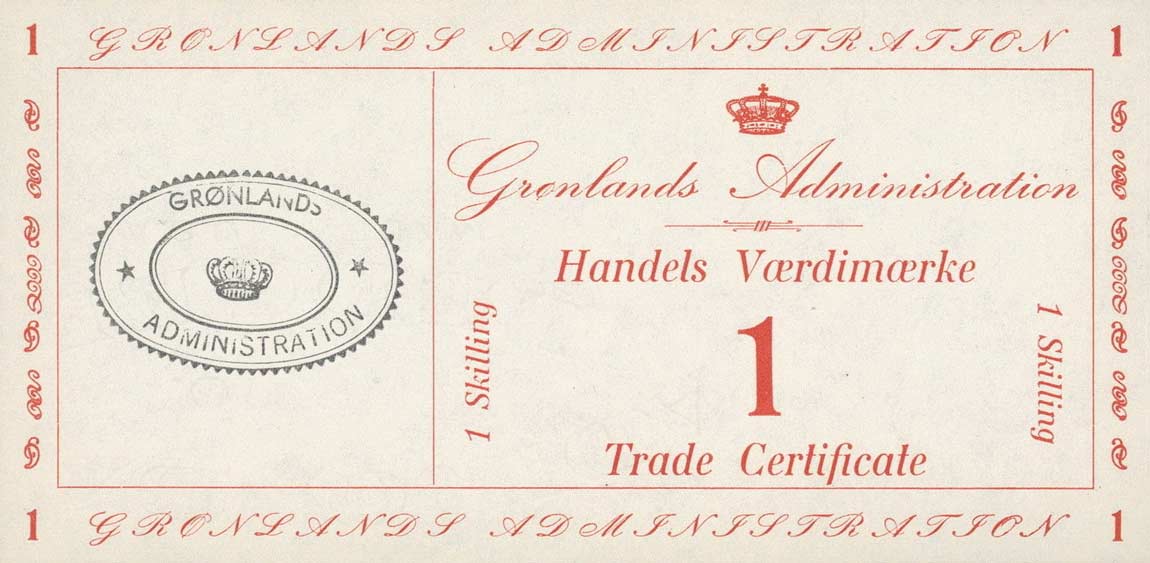 1 GRØNLANDS ADMINISTRATION 1
GRØNLANDS
ADMINISTRATION
Grønlands Administration
Handels Værdimærke
1 Skilling
1
1 Skilling
Trade Certificate
1 GRØNLANDS ADMINISTRATION 1